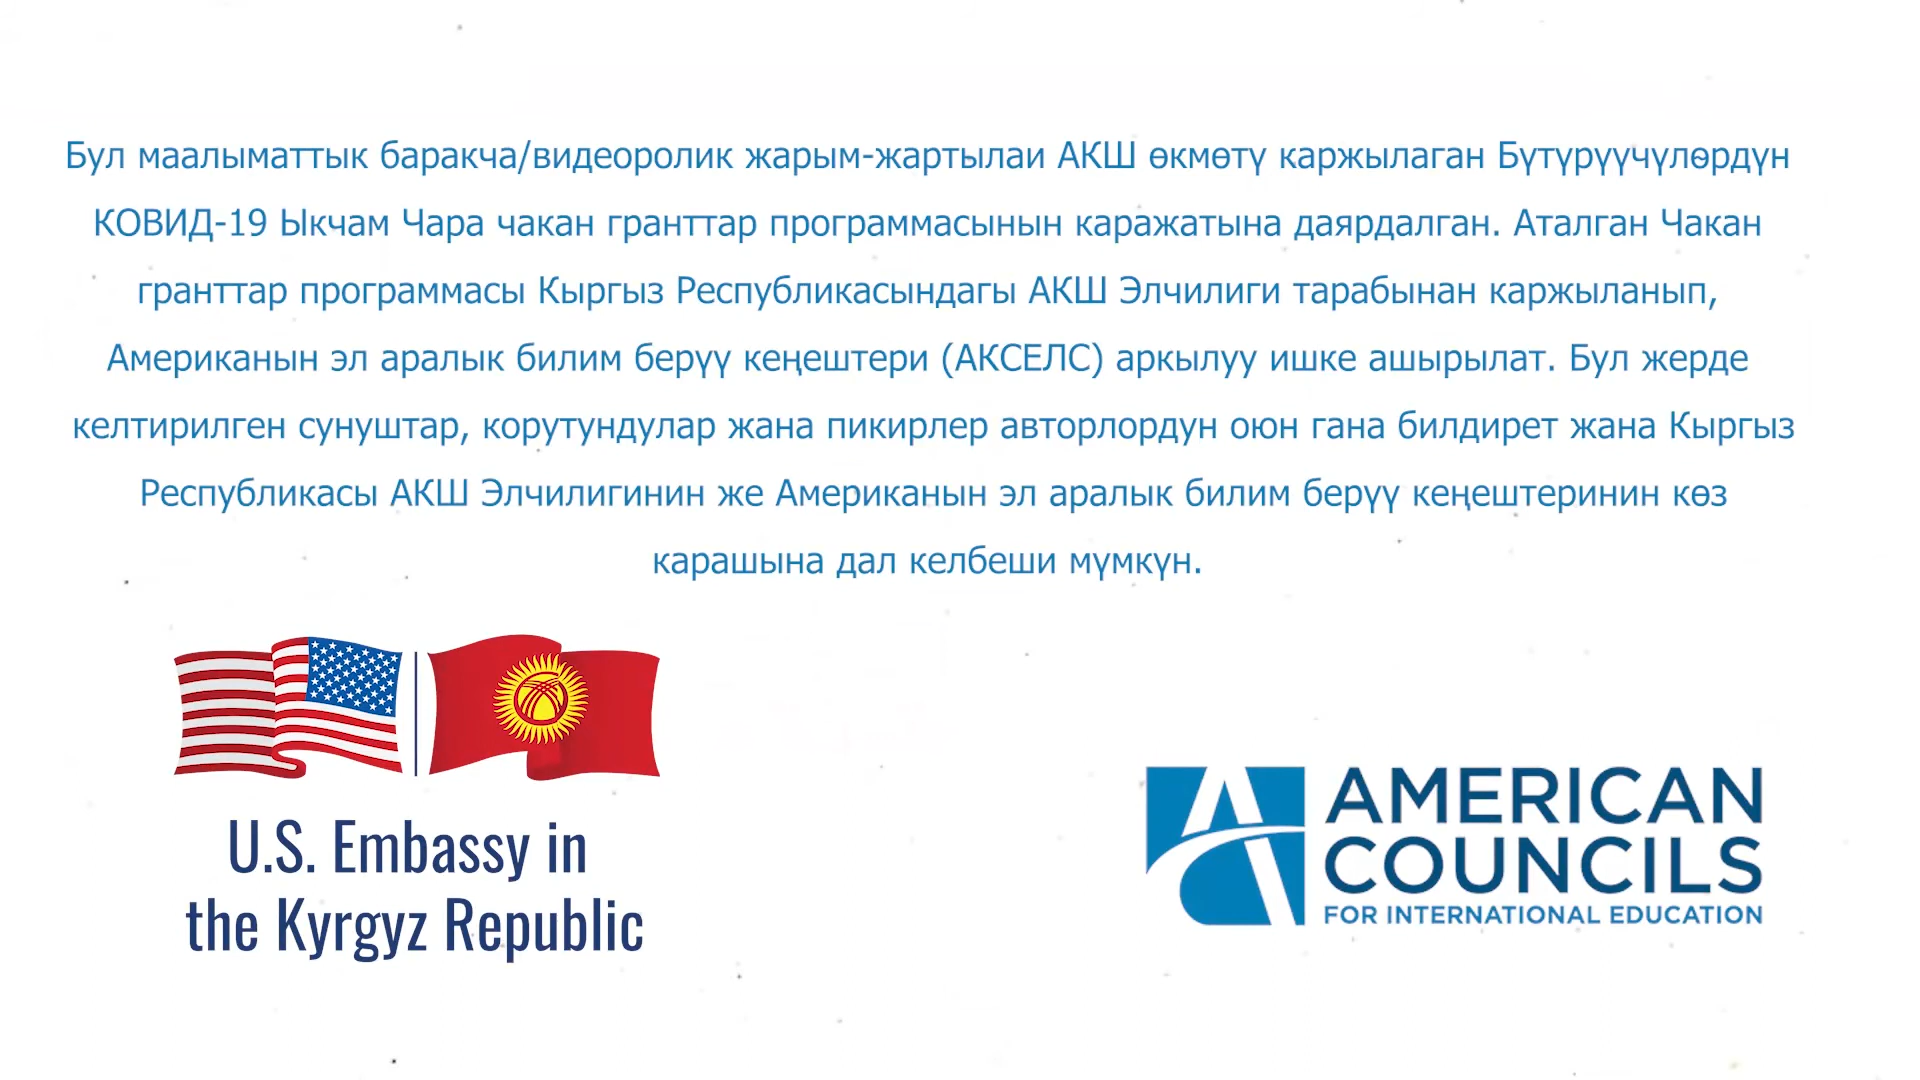 Бул маалыматтык баракча/видеоролик жарым-жартылаи АКШ өкмөтү каржылаган Бүтүрүүчүлөрдүн
КОВИД-19 Ыкчам Чара чакан гранттар программасынын каражатына даярдалган. Аталган Чакан
гранттар программасы Кыргыз Республикасындагы АКШ Элчилиги тарабынан каржыланып,
Американын эл аралык билим берүү кеңештери (АКСЕЛС) аркылуу ишке ашырылат. Бул жерде
келтирилген сунуштар, корутундулар жана пикирлер авторлордун оюн гана билдирет жана Кыргыз
Республикасы АКШ Элчилигинин же Американын эл аралык билим берүү кеңештеринин көз
карашына дал келбеши мүмкүн.
U.S. Embassy in
the Kyrgyz Republic
AMERICAN
COUNCILS
FOR INTERNATIONAL EDUCATION